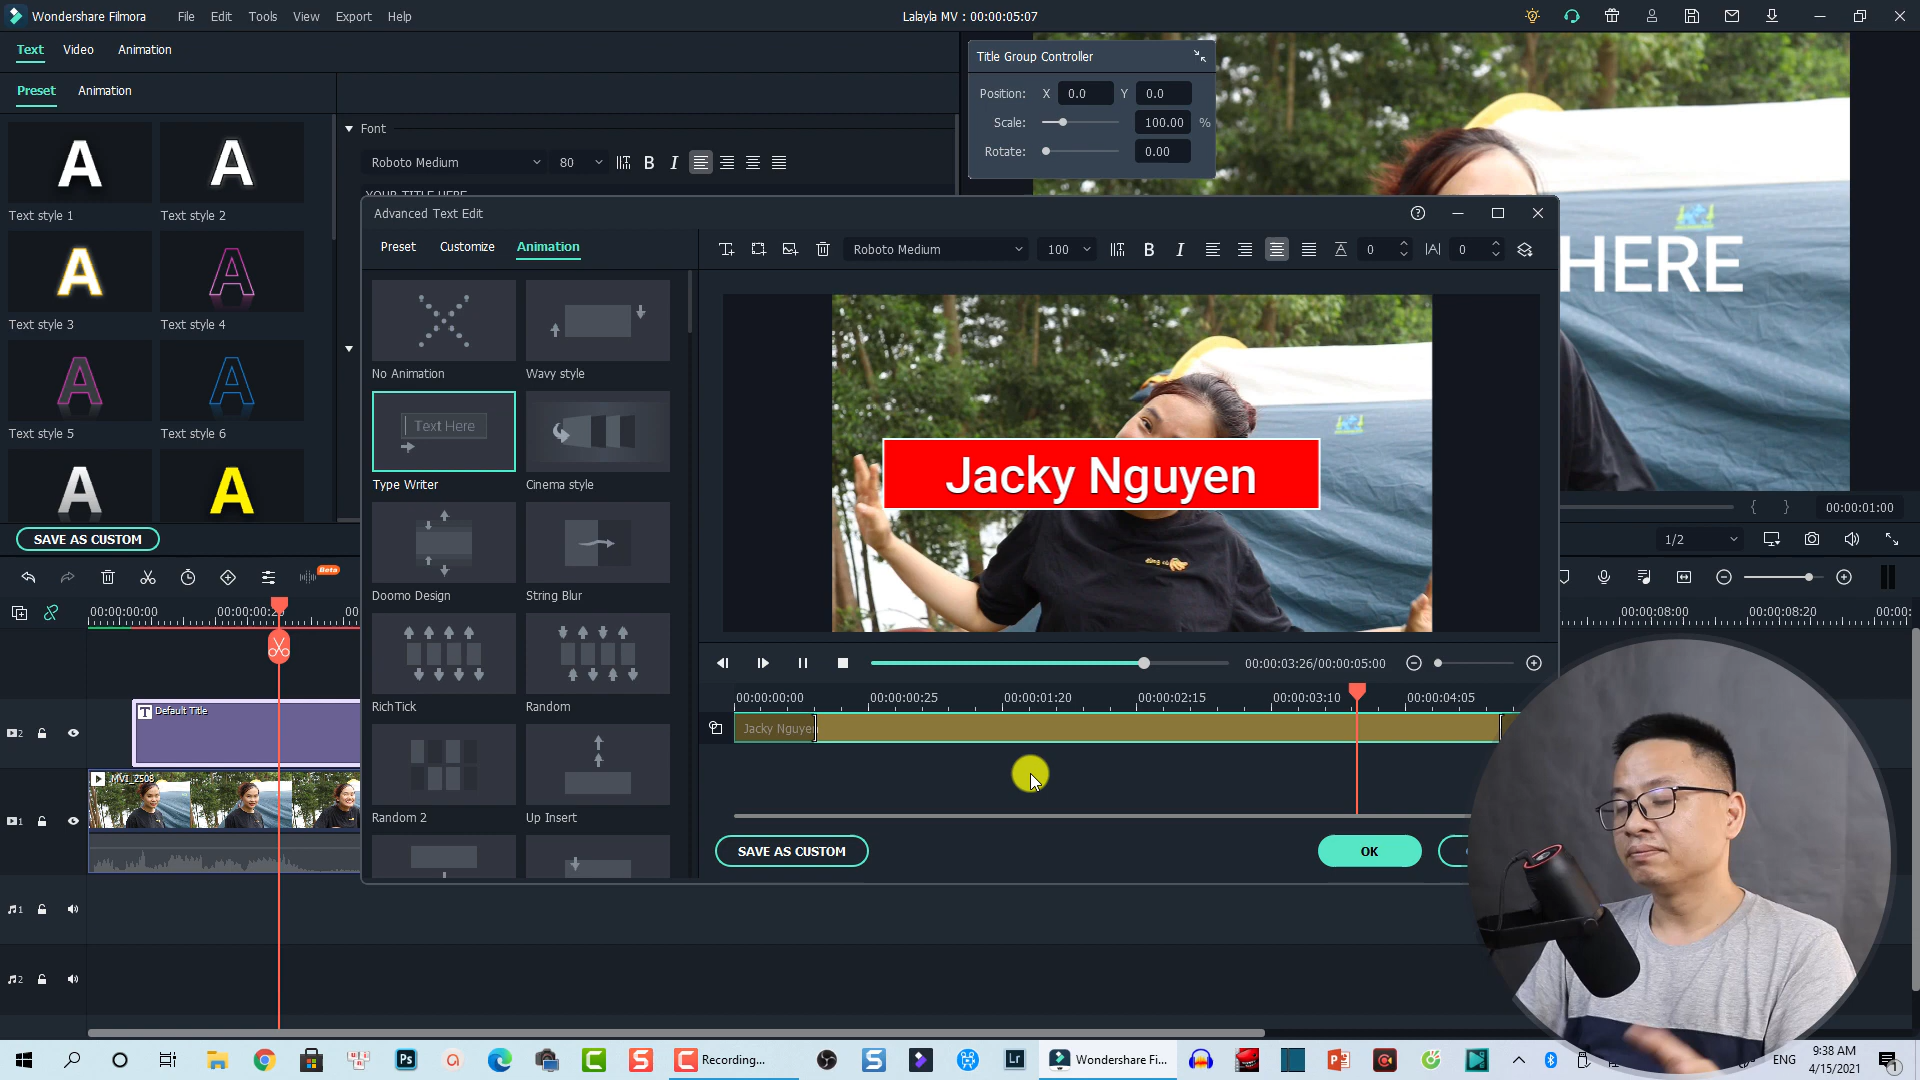 Wondershare Filmora
File Edit Tools View Export Help
Lalayla MV : 00:00:05:07
Text Video Animation
Preset Animation
Text style 1
Text style 2
Text style 3
Text style 4
Text style 5
Text style 6
SAVE AS CUSTOM
Font
Roboto Medium 80
YOUR TITLE HERE
Title Group Controller
Position: X 0.0 Y 0.0
Scale: 100.00 %
Rotate: 0.00
HERE
Advanced Text Edit
Preset Customize Animation
Roboto Medium 100 0 0
No Animation
Wavy style
Text Here
Type Writer
Cinema style
Doomo Design
String Blur
RichTick
Random
Random 2
Up Insert
Jacky Nguyen
00:00:03:26/00:00:05:00
00:00:00:00 00:00:00:25 00:00:01:20 00:00:02:15 00:00:03:10 00:00:04:05
Jacky Nguye
SAVE AS CUSTOM
OK
00:00:01:00
1/2
Beta
00:00:00:00
00:00:08:00 00:00:08:20 00:00:
Default Title
MVI_2508
2
1
1
2
Recording...
Ps
Lr
Wondershare Fi...
ENG
9:38 AM
4/15/2021